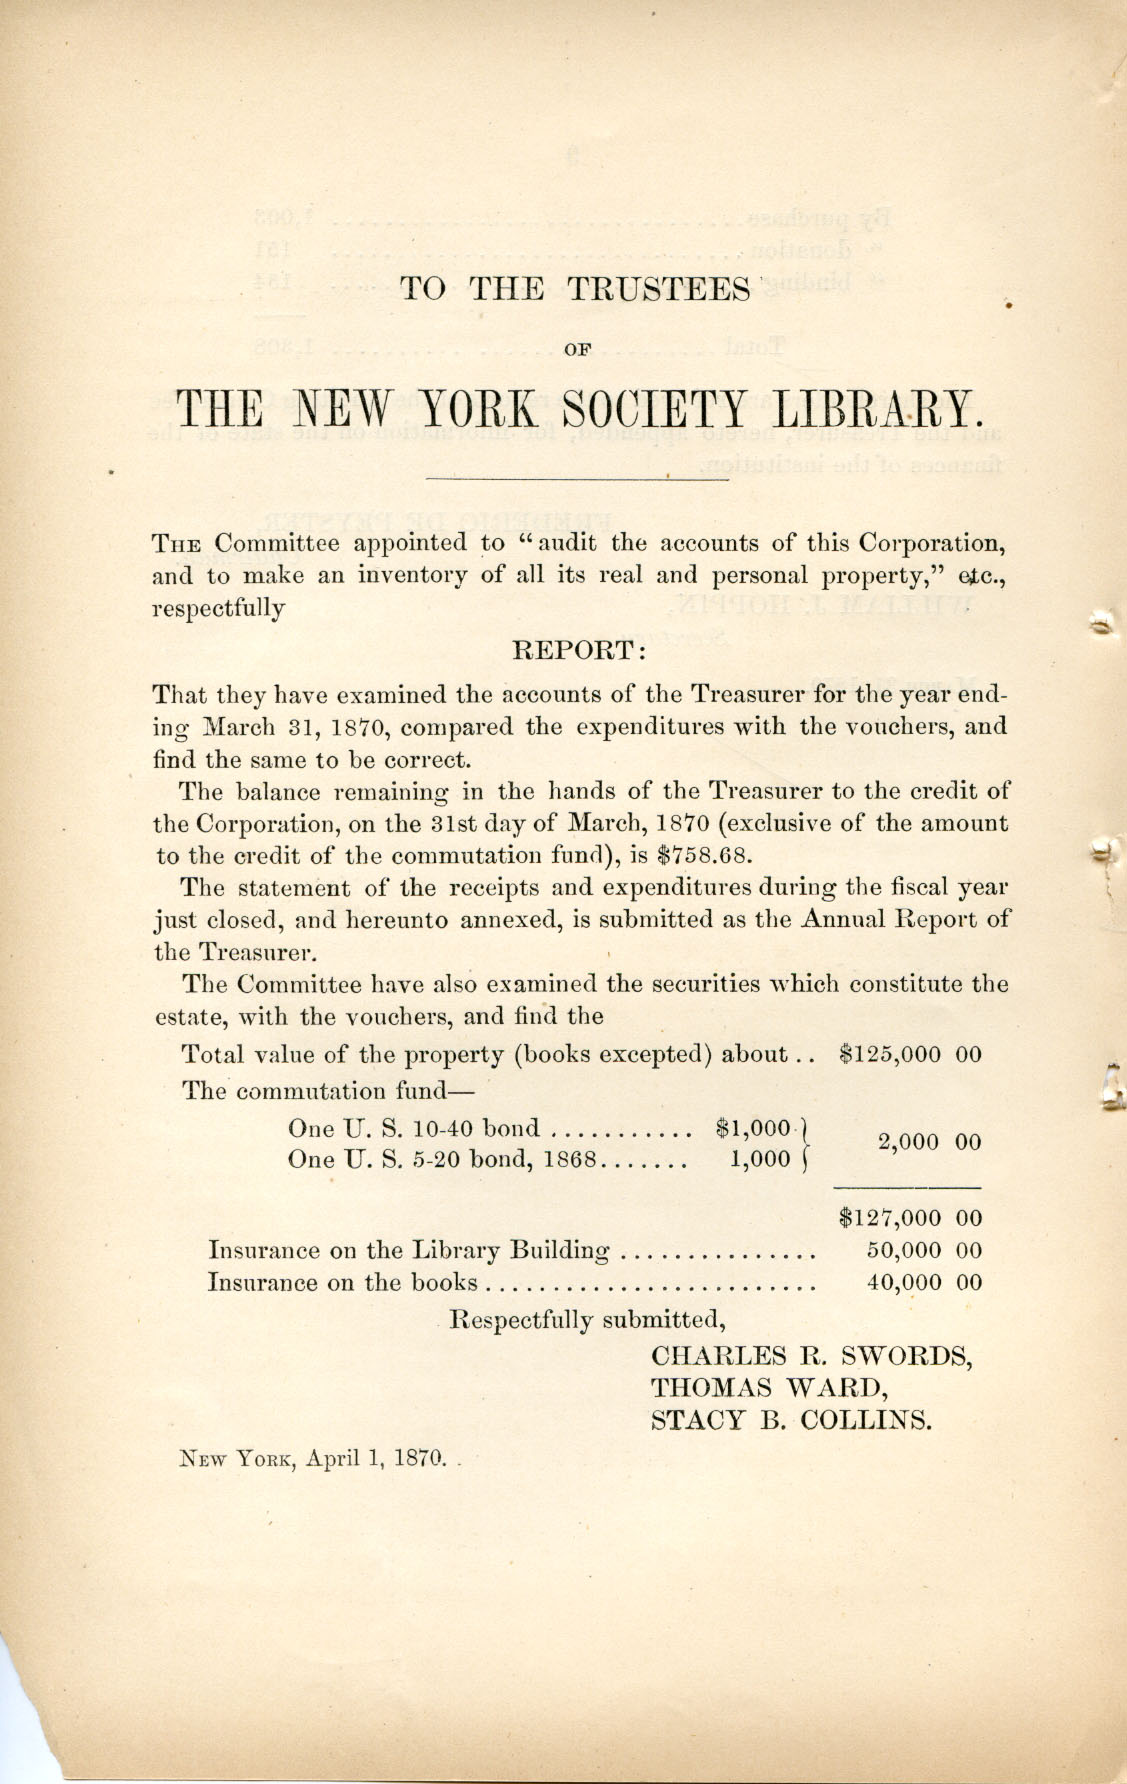 TO THE TRUSTEES
OF
THE NEW YORK SOCIETY LIBRARY.
THE Committee appointed to “audit the accounts of this Corporation,
and to make an inventory of all its real and personal property,” etc.,
respectfully
REPORT:
That they have examined the accounts of the Treasurer for the year end-
ing March 31, 1870, compared the expenditures with the vouchers, and
find the same to be correct.
The balance remaining in the hands of the Treasurer to the credit of
the Corporation, on the 31st day of March, 1870 (exclusive of the amount
to the credit of the commutation fund), is $758.68.
The statement of the receipts and expenditures during the fiscal year
just closed, and hereunto annexed, is submitted as the Annual Report of
the Treasurer.
The Committee have also examined the securities which constitute the
estate, with the vouchers, and find the
Total value of the property (books excepted) about .. $125,000 00
The commutation fund—
One U. S. 10-40 bond ........... $1,000 }
2,000 00
One U. S. 5-20 bond, 1868....... 1,000 }
$127,000 00
Insurance on the Library Building ............... 50,000 00
Insurance on the books......................... 40,000 00
Respectfully submitted,
CHARLES R. SWORDS,
THOMAS WARD,
STACY B. COLLINS.
NEW YORK, April 1, 1870.